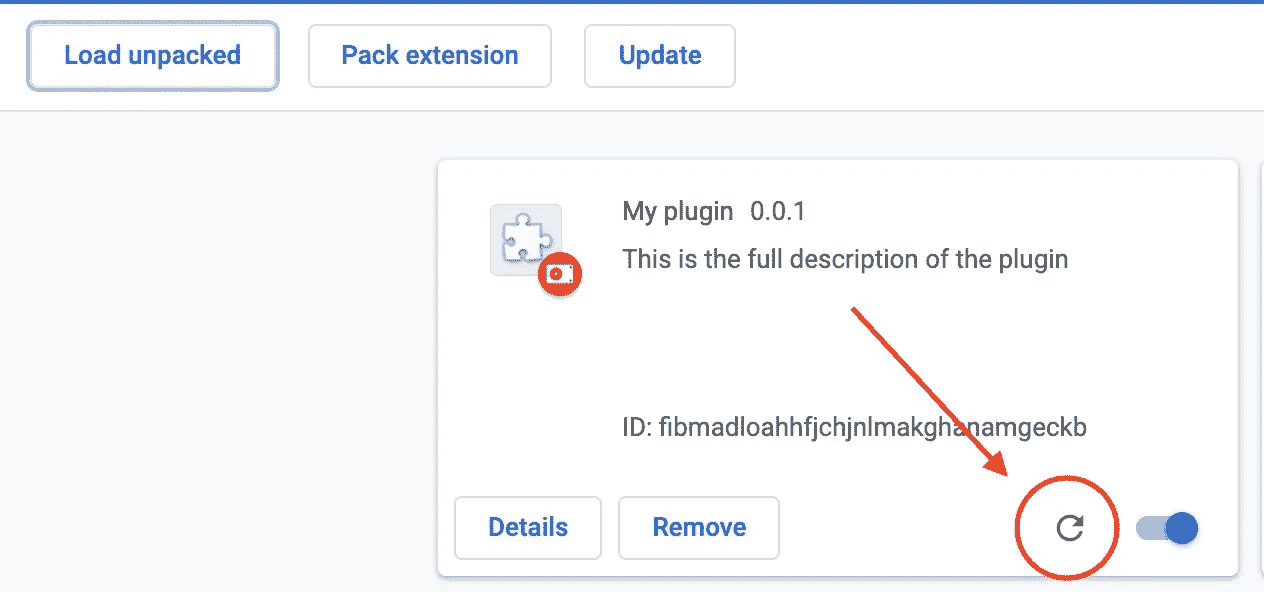 Load unpacked
Pack extension
Update
My plugin 0.0.1
This is the full description of the plugin
ID: fibmadloahhfjchjnlmakghanamgeckb
Details
Remove